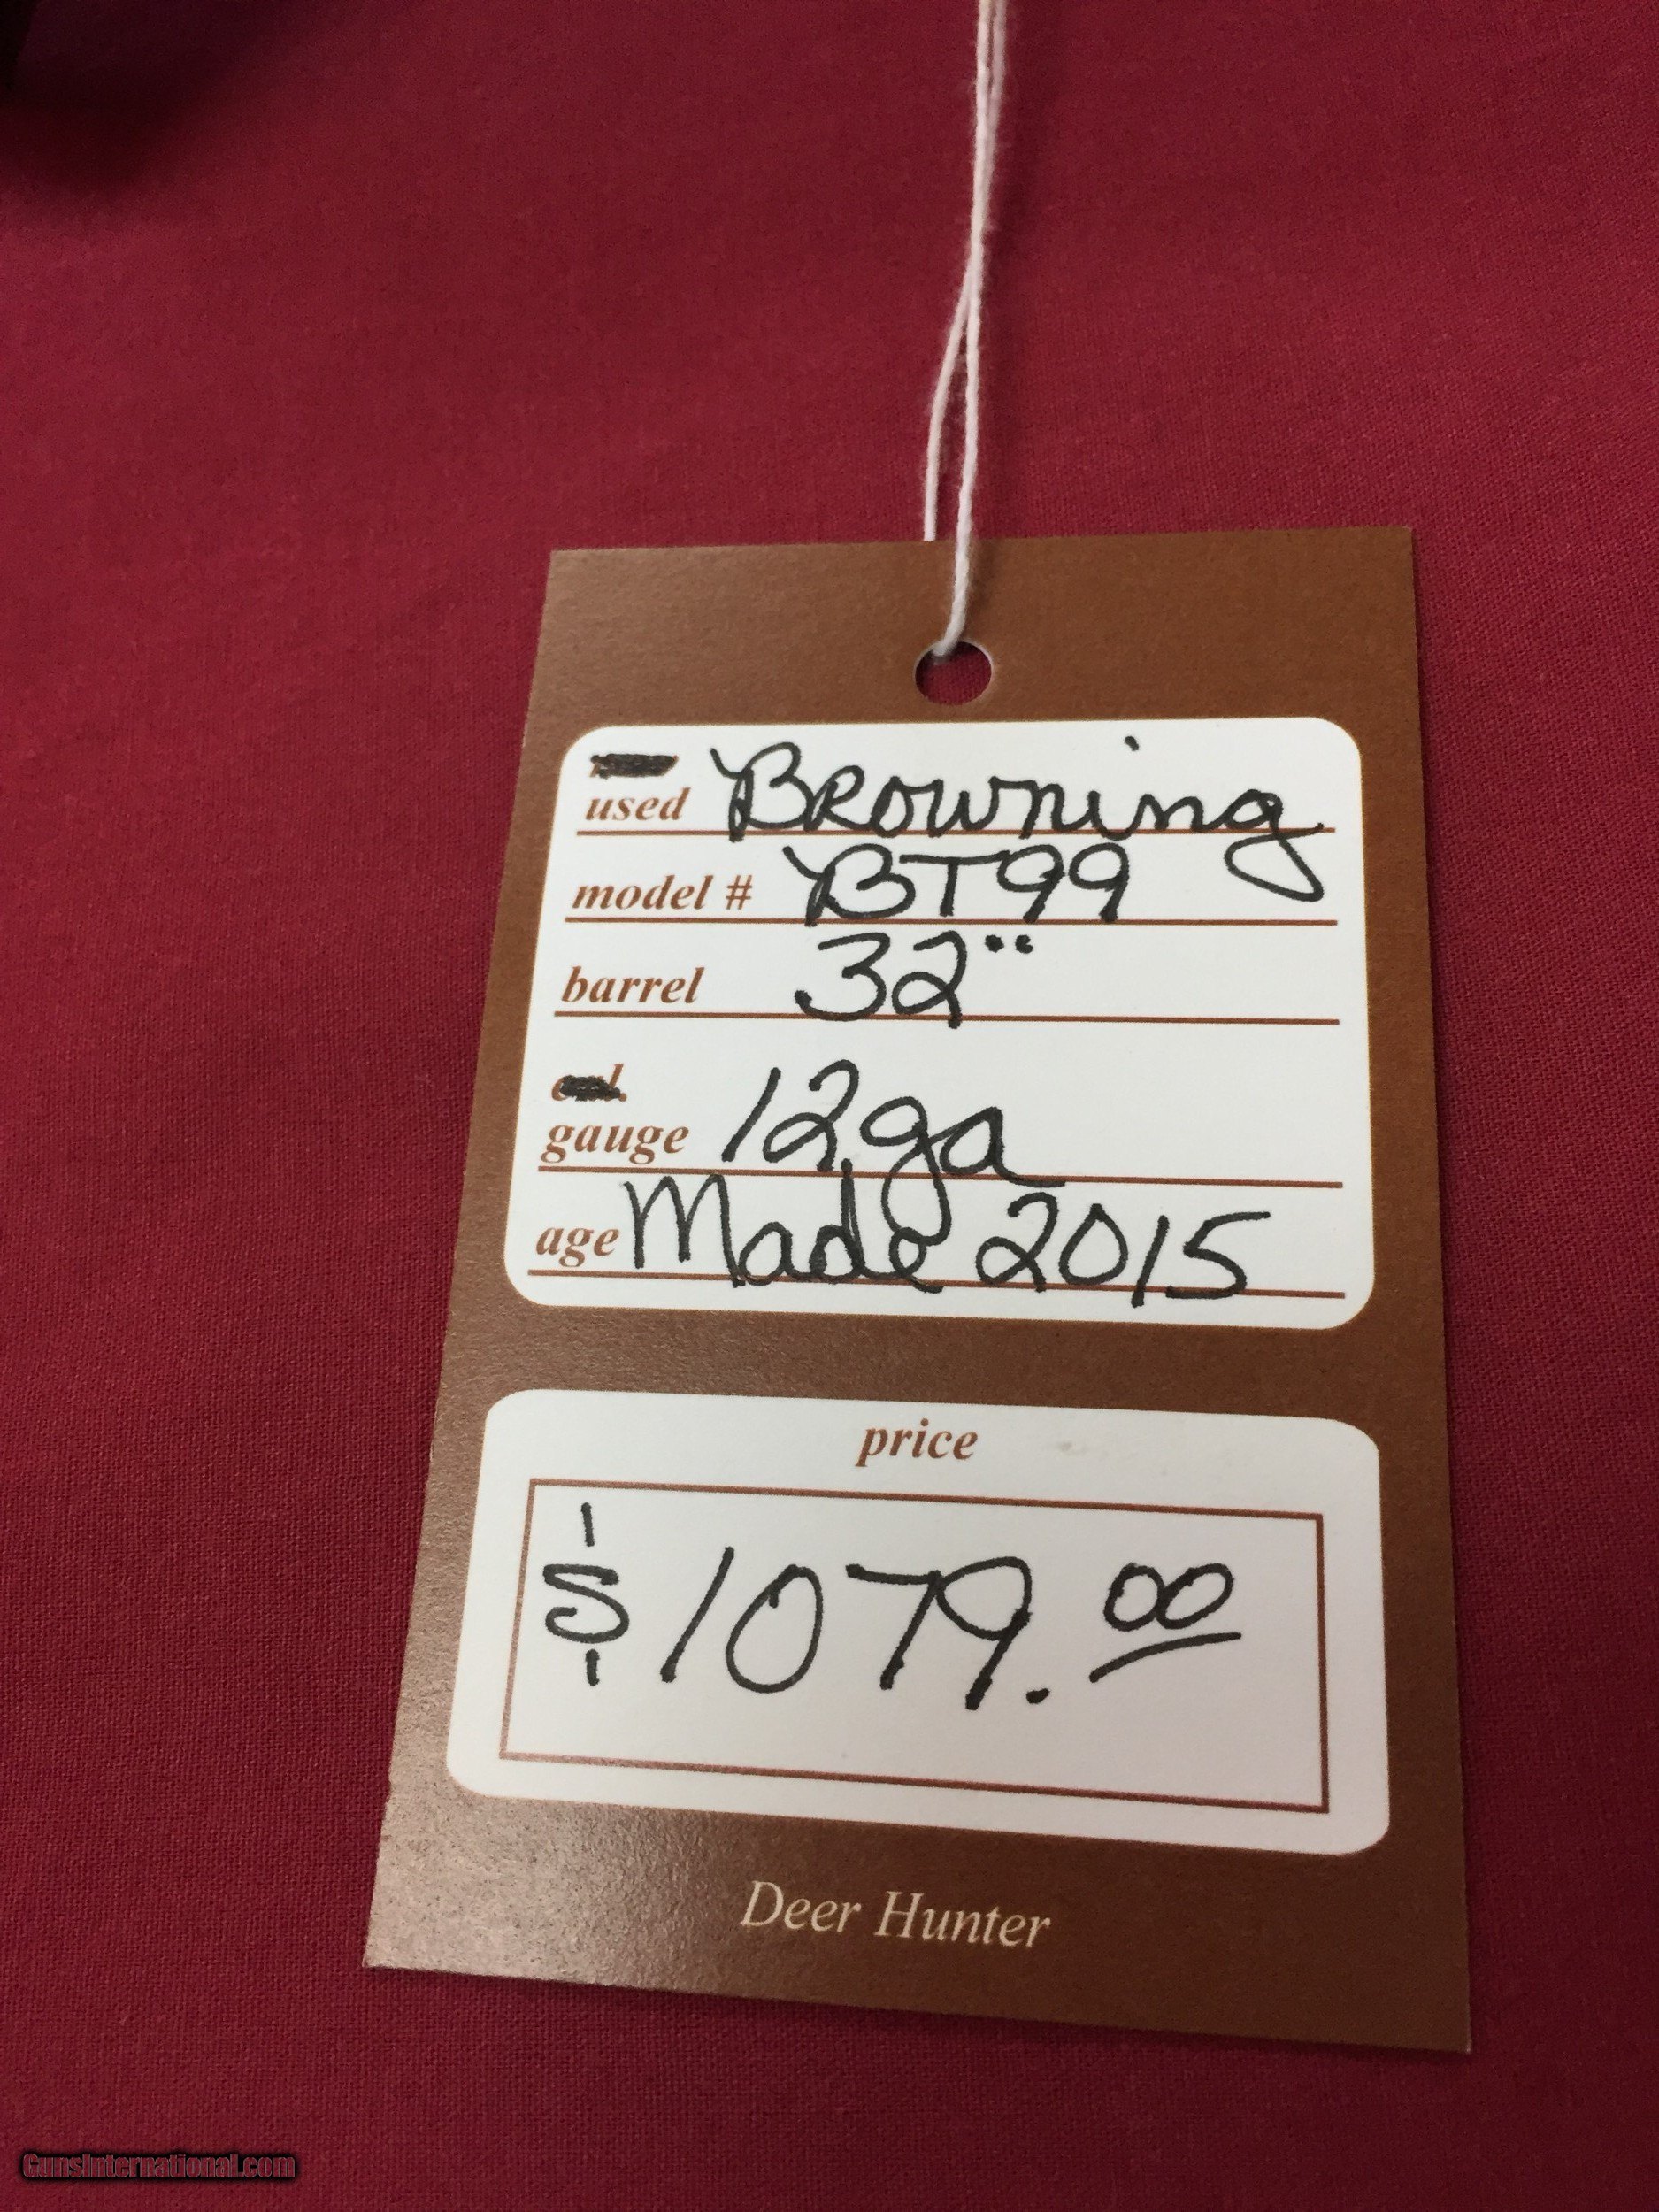 used Browning
model # BT99
barrel 32"
gauge 12ga
age Made 2015
price
$1079.00
Deer Hunter
GunsInternational.com